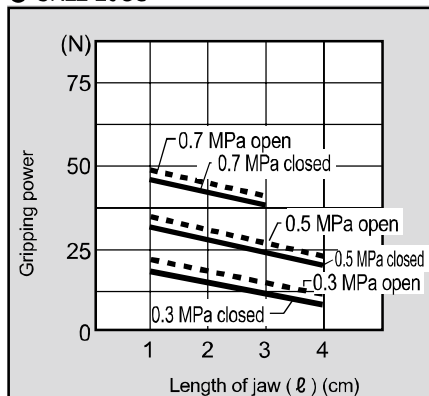 (N)
75
50
25
0
Gripping power
0.7 MPa open
0.7 MPa closed
0.5 MPa open
0.5 MPa closed
0.3 MPa open
0.3 MPa closed
1 2 3 4
Length of jaw ( ℓ ) (cm)